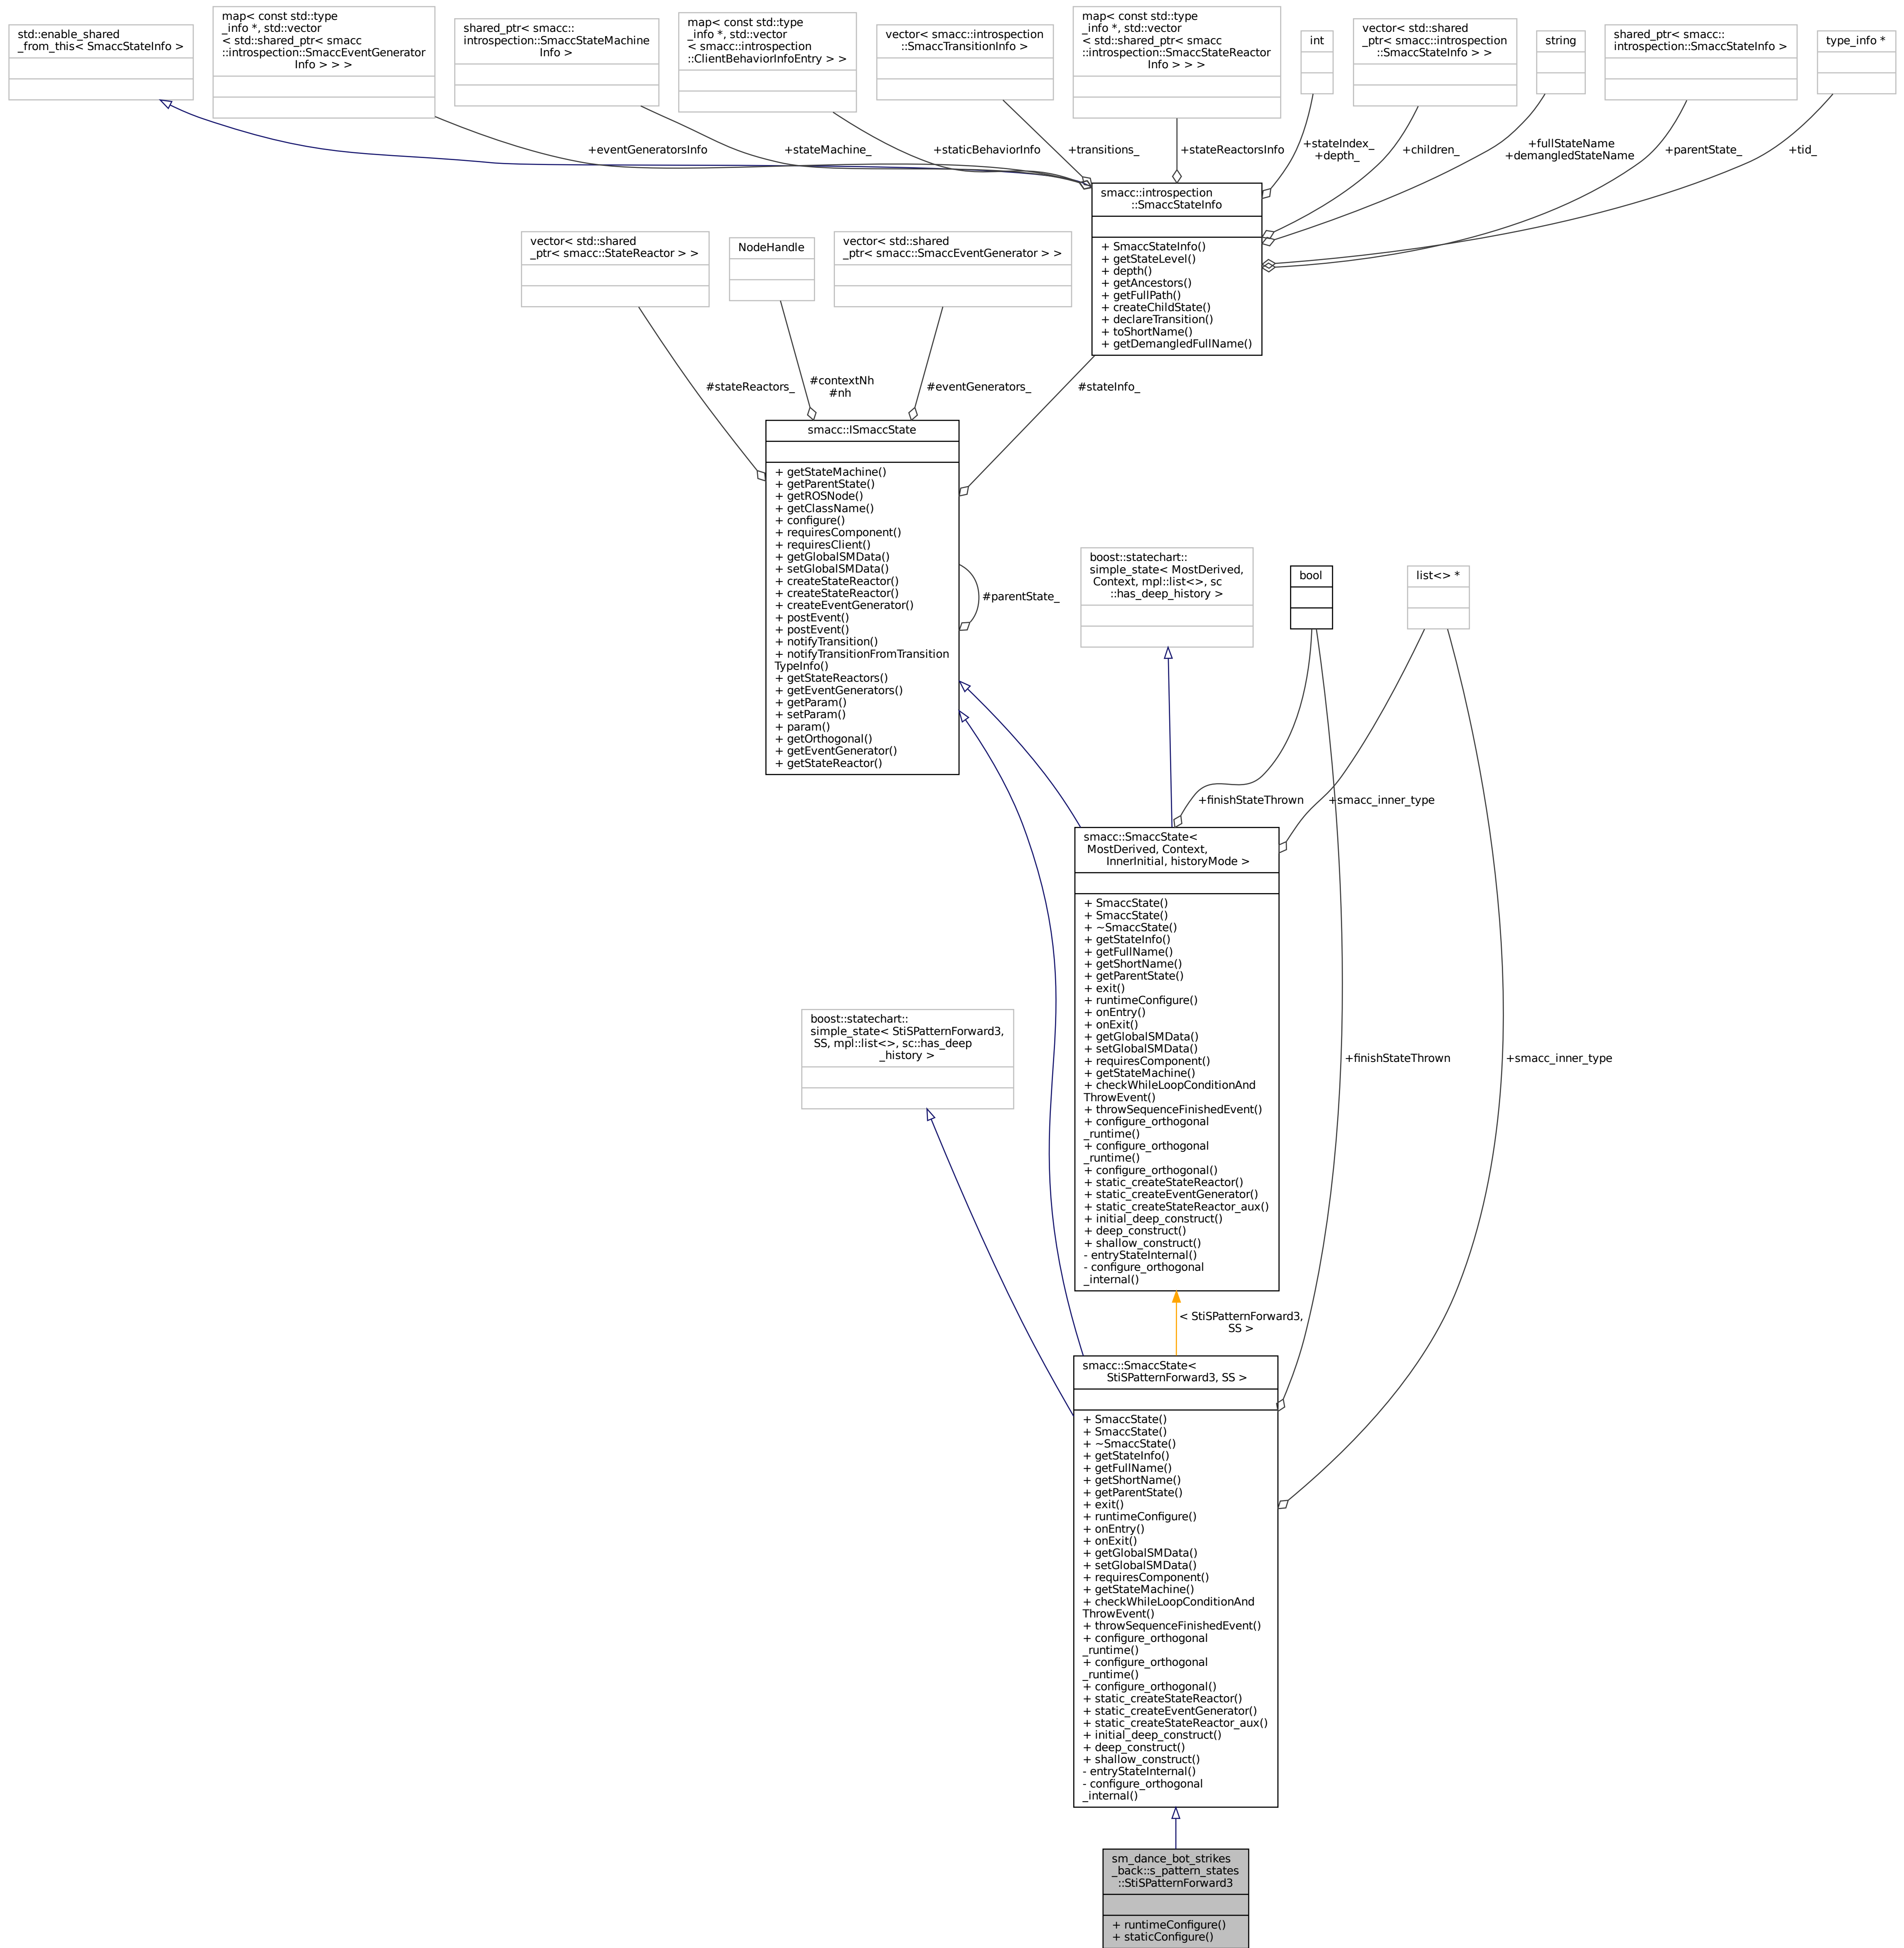 std::enable_shared
_from_this< SmaccStateInfo >
map< const std::type
_info *, std::vector
< std::shared_ptr< smacc
::introspection::SmaccEventGenerator
Info > > >
shared_ptr< smacc::
introspection::SmaccStateMachine
Info >
map< const std::type
_info *, std::vector
< smacc::introspection
::ClientBehaviorInfoEntry > >
vector< smacc::introspection
::SmaccTransitionInfo >
map< const std::type
_info *, std::vector
< std::shared_ptr< smacc
::introspection::SmaccStateReactor
Info > > >
int
vector< std::shared
_ptr< smacc::introspection
::SmaccStateInfo > >
string
shared_ptr< smacc::
introspection::SmaccStateInfo >
type_info *
+eventGeneratorsInfo
+stateMachine_
+staticBehaviorInfo
+transitions_
+stateReactorsInfo
+stateIndex_
+depth_
+children_
+fullStateName
+demangledStateName
+parentState_
+tid_
smacc::introspection
::SmaccStateInfo
+ SmaccStateInfo()
+ getStateLevel()
+ depth()
+ getAncestors()
+ getFullPath()
+ createChildState()
+ declareTransition()
+ toShortName()
+ getDemangledFullName()
vector< std::shared
_ptr< smacc::StateReactor > >
NodeHandle
vector< std::shared
_ptr< smacc::SmaccEventGenerator > >
#stateReactors_
#contextNh
#nh
#eventGenerators_
#stateInfo_
smacc::ISmaccState
+ getStateMachine()
+ getParentState()
+ getROSNode()
+ getClassName()
+ configure()
+ requiresComponent()
+ requiresClient()
+ getGlobalSMData()
+ setGlobalSMData()
+ createStateReactor()
+ createStateReactor()
+ createEventGenerator()
+ postEvent()
+ postEvent()
+ notifyTransition()
+ notifyTransitionFromTransition
TypeInfo()
+ getStateReactors()
+ getEventGenerators()
+ getParam()
+ setParam()
+ param()
+ getOrthogonal()
+ getEventGenerator()
+ getStateReactor()
#parentState_
boost::statechart::
simple_state< MostDerived,
Context, mpl::list<>, sc
::has_deep_history >
bool
list<> *
+finishStateThrown
+smacc_inner_type
smacc::SmaccState<
MostDerived, Context,
InnerInitial, historyMode >
+ SmaccState()
+ SmaccState()
+ ~SmaccState()
+ getStateInfo()
+ getFullName()
+ getShortName()
+ getParentState()
+ exit()
+ runtimeConfigure()
+ onEntry()
+ onExit()
+ getGlobalSMData()
+ setGlobalSMData()
+ requiresComponent()
+ getStateMachine()
+ checkWhileLoopConditionAnd
ThrowEvent()
+ throwSequenceFinishedEvent()
+ configure_orthogonal
_runtime()
+ configure_orthogonal
_runtime()
+ configure_orthogonal()
+ static_createStateReactor()
+ static_createEventGenerator()
+ static_createStateReactor_aux()
+ initial_deep_construct()
+ deep_construct()
+ shallow_construct()
- entryStateInternal()
- configure_orthogonal
_internal()
boost::statechart::
simple_state< StiSPatternForward3,
SS, mpl::list<>, sc::has_deep
_history >
+finishStateThrown
+smacc_inner_type
< StiSPatternForward3,
SS >
smacc::SmaccState<
StiSPatternForward3, SS >
+ SmaccState()
+ SmaccState()
+ ~SmaccState()
+ getStateInfo()
+ getFullName()
+ getShortName()
+ getParentState()
+ exit()
+ runtimeConfigure()
+ onEntry()
+ onExit()
+ getGlobalSMData()
+ setGlobalSMData()
+ requiresComponent()
+ getStateMachine()
+ checkWhileLoopConditionAnd
ThrowEvent()
+ throwSequenceFinishedEvent()
+ configure_orthogonal
_runtime()
+ configure_orthogonal
_runtime()
+ configure_orthogonal()
+ static_createStateReactor()
+ static_createEventGenerator()
+ static_createStateReactor_aux()
+ initial_deep_construct()
+ deep_construct()
+ shallow_construct()
- entryStateInternal()
- configure_orthogonal
_internal()
sm_dance_bot_strikes
_back::s_pattern_states
::StiSPatternForward3
+ runtimeConfigure()
+ staticConfigure()